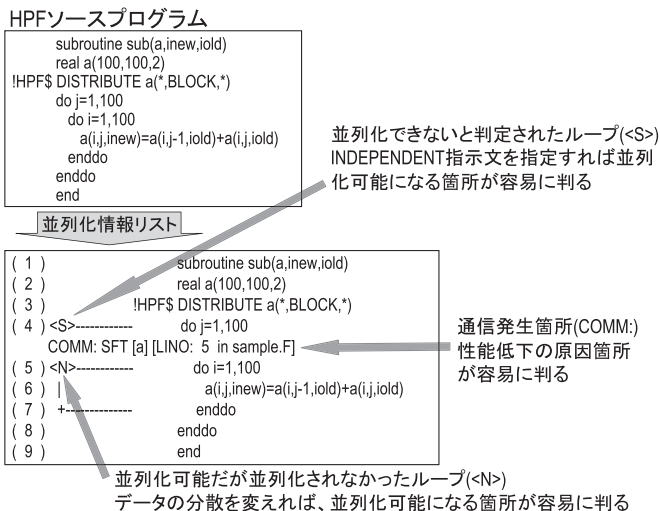 HPFソースプログラム
subroutine sub(a,inew,iold)
real a(100,100,2)
!HPF$ DISTRIBUTE a(*,BLOCK,*)
do j=1,100
do i=1,100
a(i,j,inew)=a(i,j-1,iold)+a(i,j,iold)
enddo
enddo
end
並列化できないと判定されたループ(<S>)
INDEPENDENT指示文を指定すれば並列
化可能になる箇所が容易に判る
並列化情報リスト
( 1 ) subroutine sub(a,inew,iold)
( 2 ) real a(100,100,2)
( 3 ) !HPF$ DISTRIBUTE a(*,BLOCK,*)
( 4 ) <S>------------ do j=1,100
COMM: SFT [a] [LINO: 5 in sample.F]
( 5 ) <N>------------ do i=1,100
( 6 ) | a(i,j,inew)=a(i,j-1,iold)+a(i,j,iold)
( 7 ) +-------------- enddo
( 8 ) enddo
( 9 ) end
通信発生箇所(COMM:)
性能低下の原因箇所
が容易に判る
並列化可能だが並列化されなかったループ(<N>)
データの分散を変えれば、並列化可能になる箇所が容易に判る